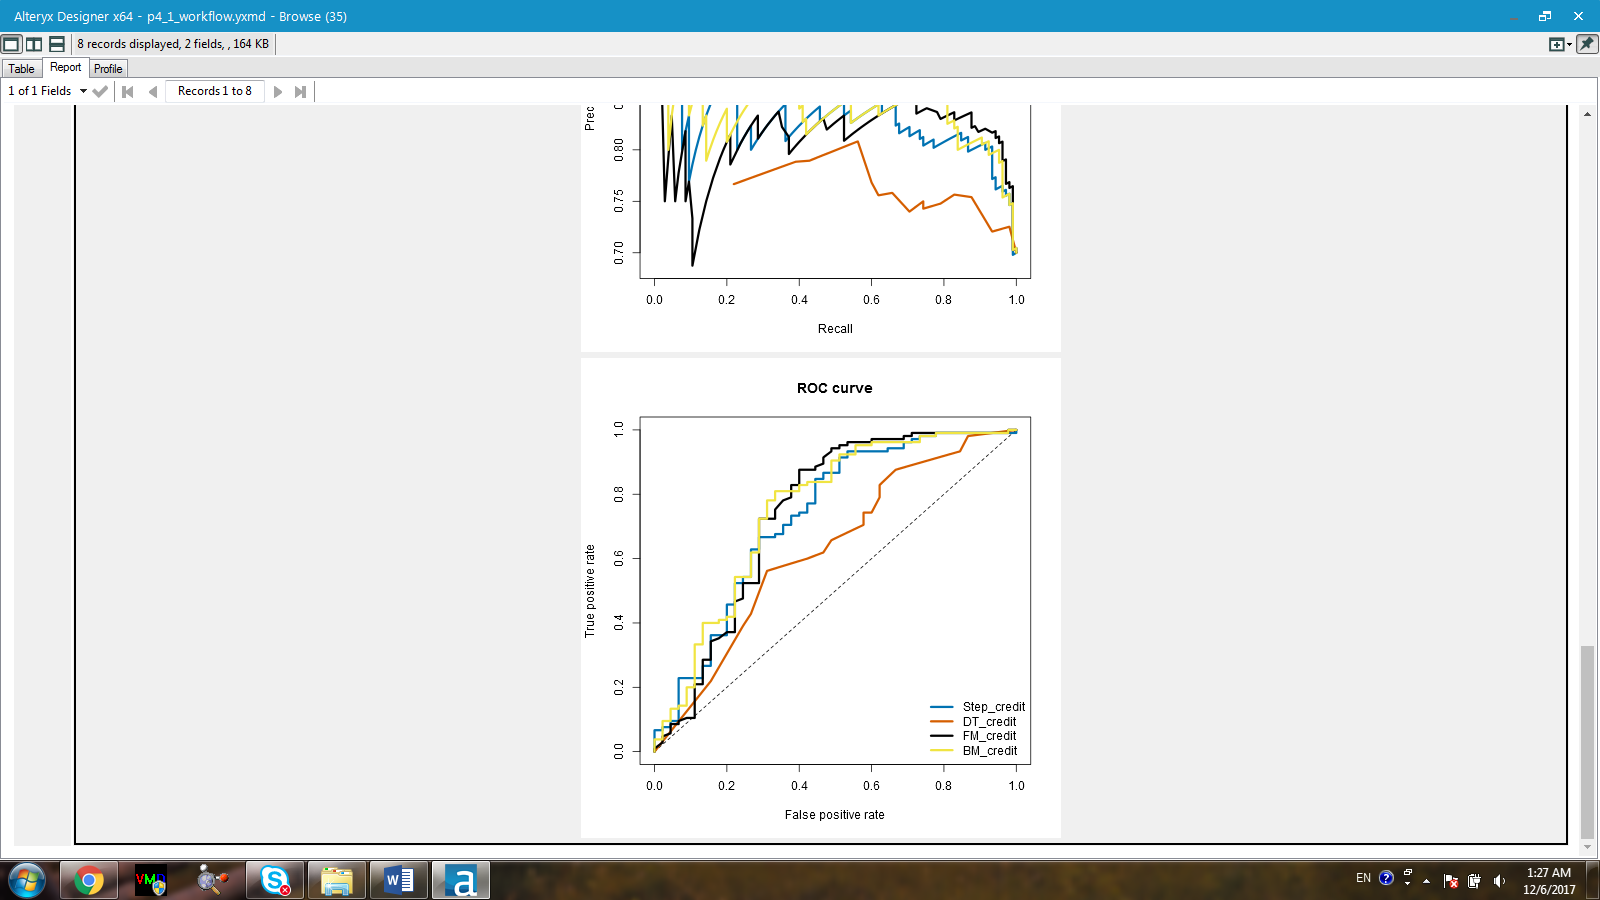 Alteryx Designer x64 - p4_1_workflow.yxmd - Browse (35)
8 records displayed, 2 fields, , 164 KB
Table Report Profile
1 of 1 Fields Records 1 to 8
Prec
0.80
0.75
0.70
0.0 0.2 0.4 0.6 0.8 1.0
Recall
ROC curve
True positive rate
1.0
0.8
0.6
0.4
0.2
0.0
Step_credit
DT_credit
FM_credit
BM_credit
0.0 0.2 0.4 0.6 0.8 1.0
False positive rate
VMD
W
a
EN
1:27 AM
12/6/2017